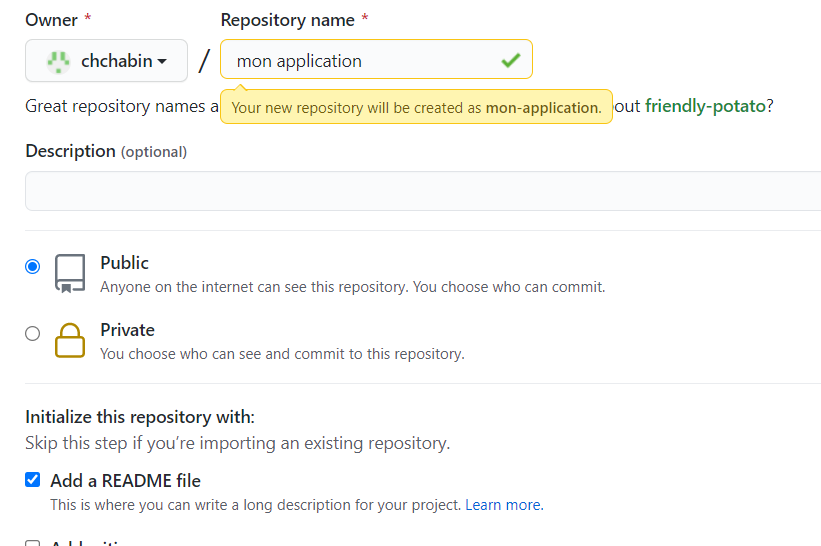 Owner * Repository name *
chchabin / mon application
Great repository names a
Your new repository will be created as mon-application.
out friendly-potato?
Description (optional)
Public
Anyone on the internet can see this repository. You choose who can commit.
Private
You choose who can see and commit to this repository.
Initialize this repository with:
Skip this step if you’re importing an existing repository.
Add a README file
This is where you can write a long description for your project. Learn more.